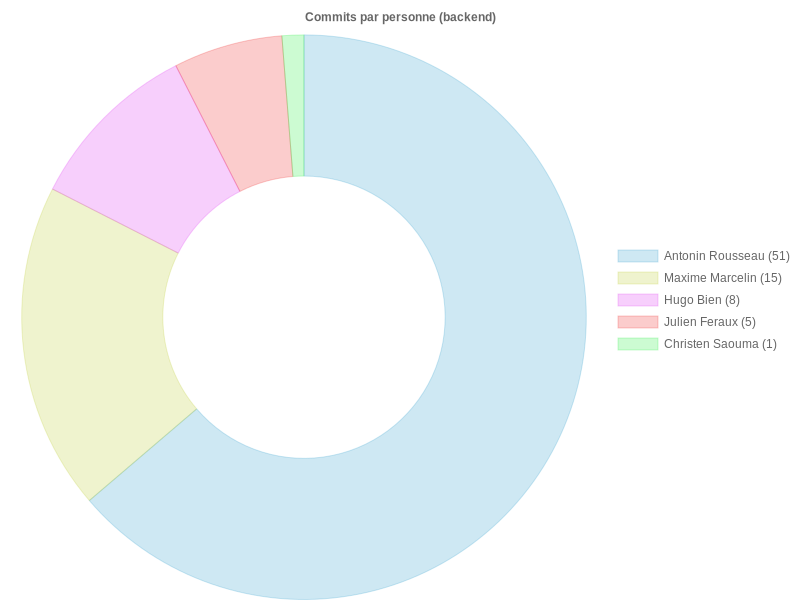 Commits par personne (backend)
Antonin Rousseau (51)
Maxime Marcelin (15)
Hugo Bien (8)
Julien Feraux (5)
Christen Saouma (1)